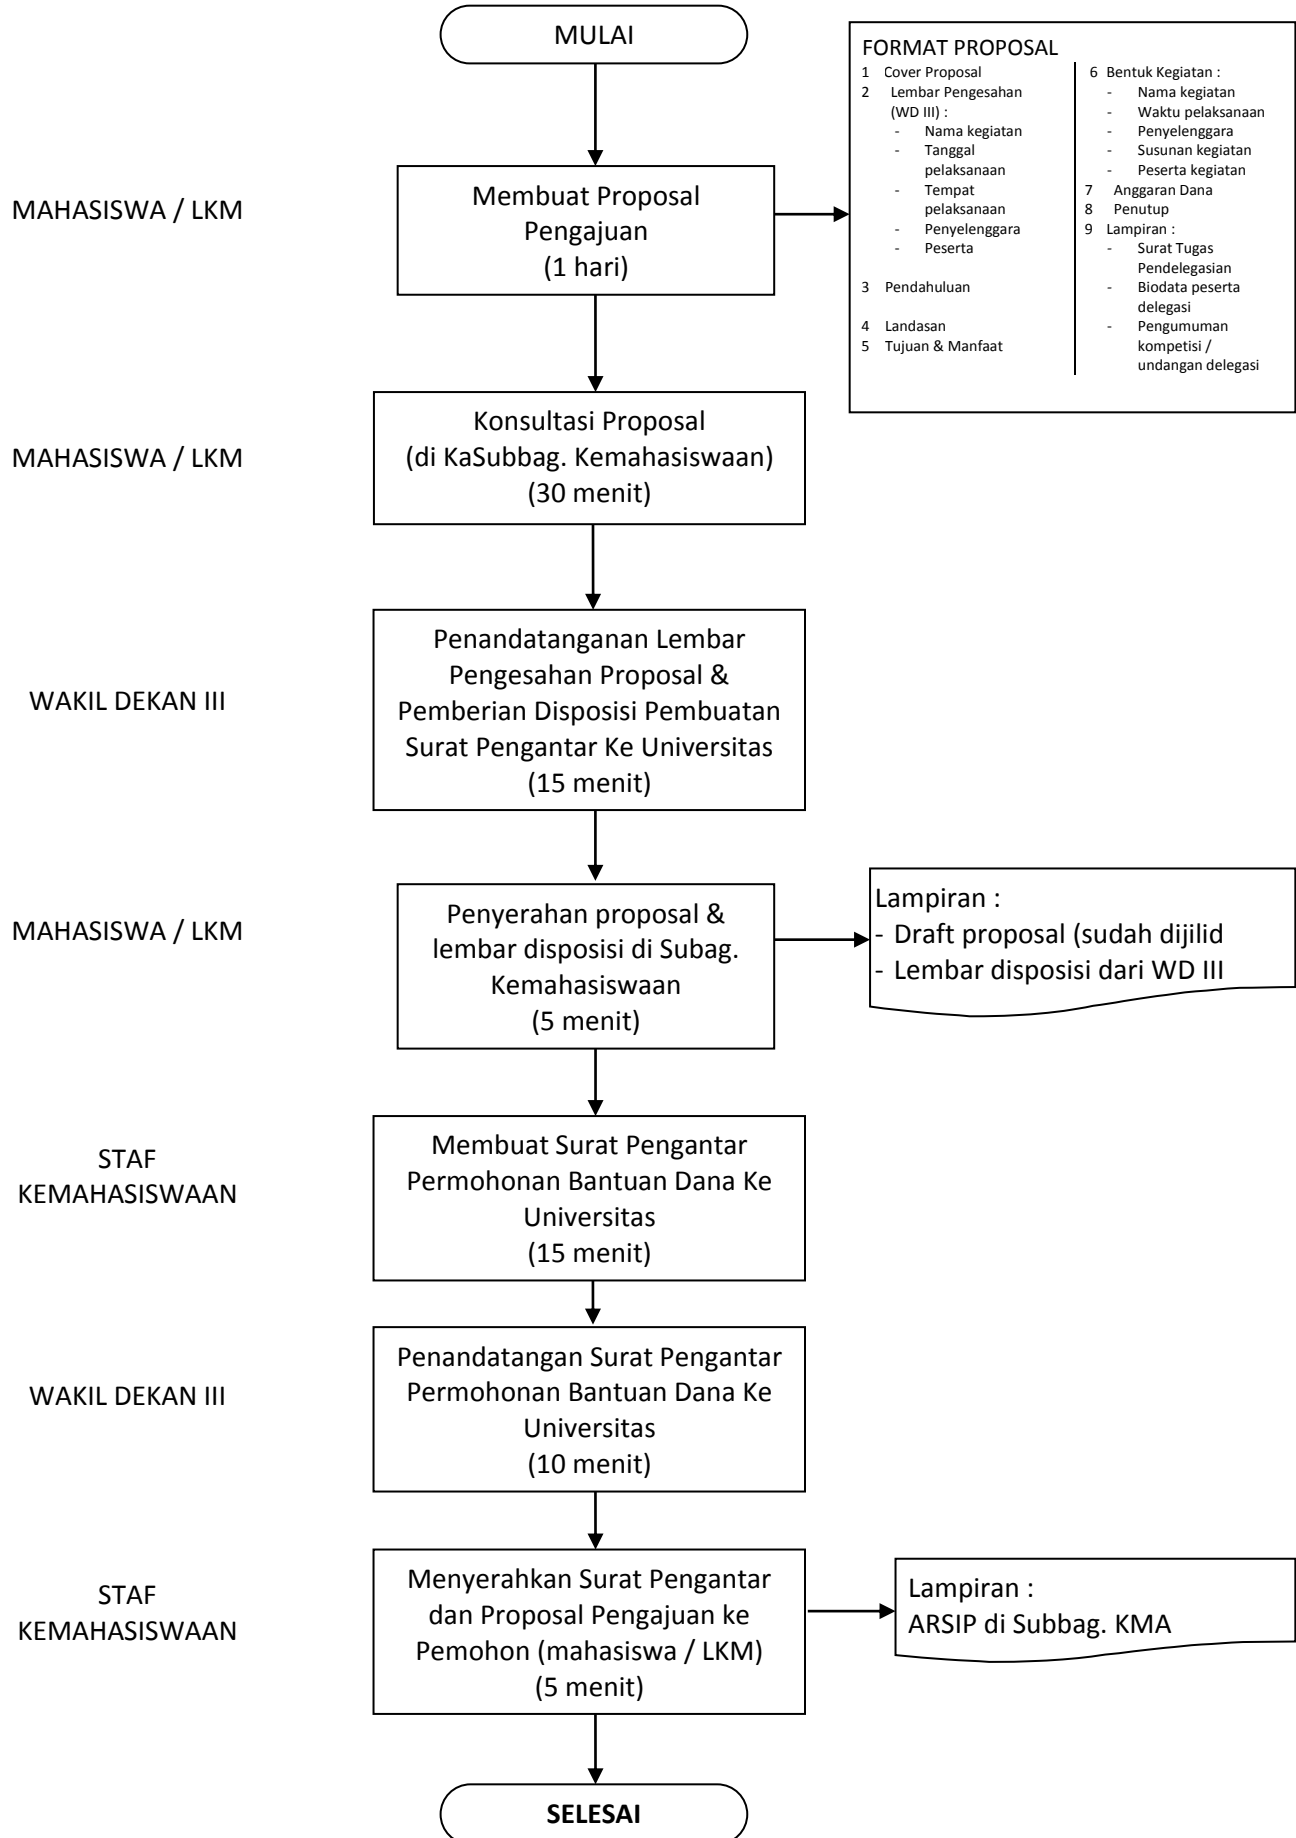 MULAI
FORMAT PROPOSAL
1 Cover Proposal
2 Lembar Pengesahan
(WD III) :
- Nama kegiatan
- Tanggal
pelaksanaan
- Tempat
pelaksanaan
- Penyelenggara
- Peserta
3 Pendahuluan
4 Landasan
5 Tujuan & Manfaat
6 Bentuk Kegiatan :
- Nama kegiatan
- Waktu pelaksanaan
- Penyelenggara
- Susunan kegiatan
- Peserta kegiatan
7 Anggaran Dana
8 Penutup
9 Lampiran :
- Surat Tugas
Pendelegasian
- Biodata peserta
delegasi
- Pengumuman
kompetisi /
undangan delegasi
MAHASISWA / LKM
Membuat Proposal
Pengajuan
(1 hari)
MAHASISWA / LKM
Konsultasi Proposal
(di KaSubbag. Kemahasiswaan)
(30 menit)
WAKIL DEKAN III
Penandatanganan Lembar
Pengesahan Proposal &
Pemberian Disposisi Pembuatan
Surat Pengantar Ke Universitas
(15 menit)
MAHASISWA / LKM
Penyerahan proposal &
lembar disposisi di Subag.
Kemahasiswaan
(5 menit)
Lampiran :
- Draft proposal (sudah dijilid
- Lembar disposisi dari WD III
STAF
KEMAHASISWAAN
Membuat Surat Pengantar
Permohonan Bantuan Dana Ke
Universitas
(15 menit)
WAKIL DEKAN III
Penandatangan Surat Pengantar
Permohonan Bantuan Dana Ke
Universitas
(10 menit)
STAF
KEMAHASISWAAN
Menyerahkan Surat Pengantar
dan Proposal Pengajuan ke
Pemohon (mahasiswa / LKM)
(5 menit)
Lampiran :
ARSIP di Subbag. KMA
SELESAI